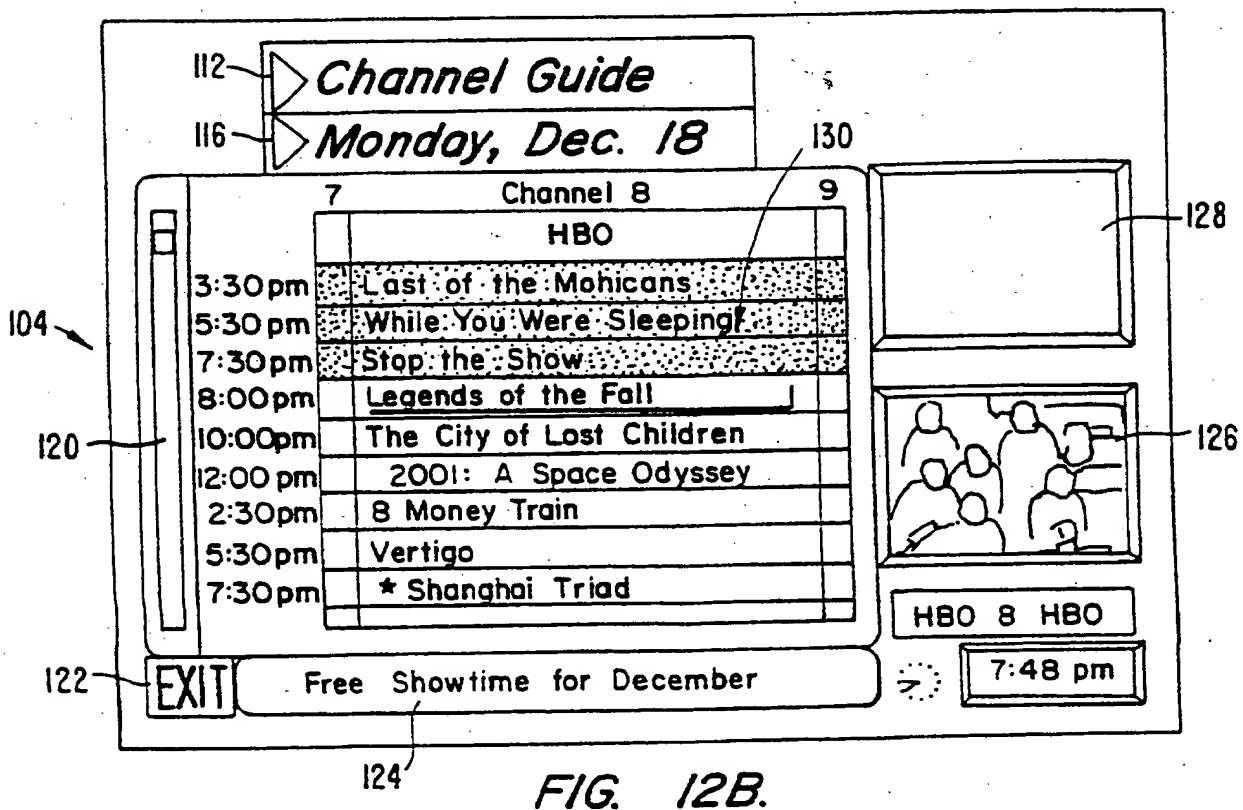 112 Channel Guide
116 Monday, Dec. 18
130
7 Channel 8 9
HBO
128
3:30pm Last of the Mohicans
104
5:30pm While You Were Sleeping
7:30pm Stop the Show
8:00pm Legends of the Fall
120
10:00pm The City of Lost Children
126
12:00 pm 2001: A Space Odyssey
2:30pm 8 Money Train
5:30pm Vertigo
7:30pm * Shanghai Triad
HBO 8 HBO
122 EXIT Free Showtime for December 7:48 pm
124
FIG. 12B.